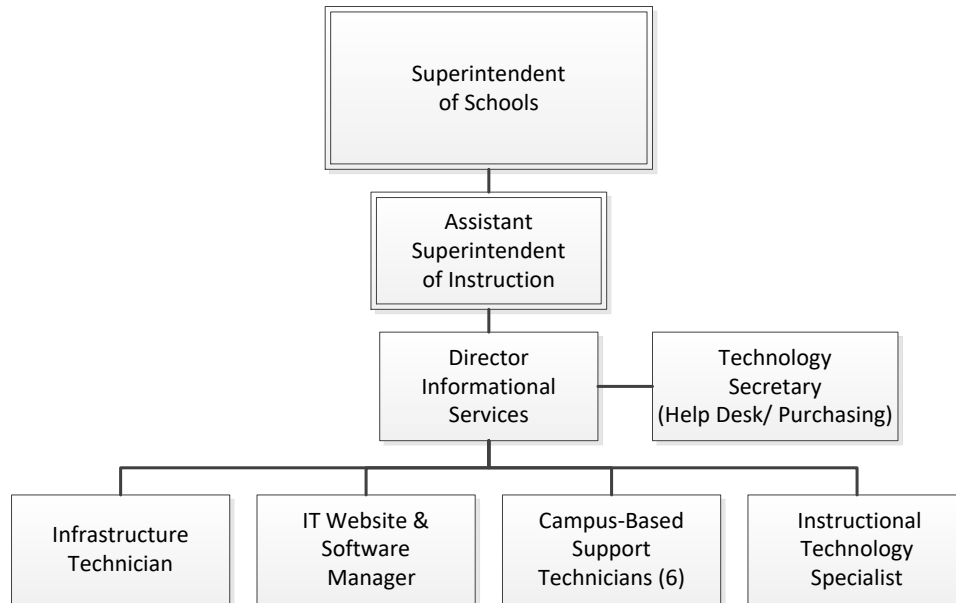 Superintendent
of Schools
Assistant
Superintendent
of Instruction
Director
Informational
Services
Technology
Secretary
(Help Desk/ Purchasing)
Infrastructure
Technician
IT Website &
Software
Manager
Campus-Based
Support
Technicians (6)
Instructional
Technology
Specialist